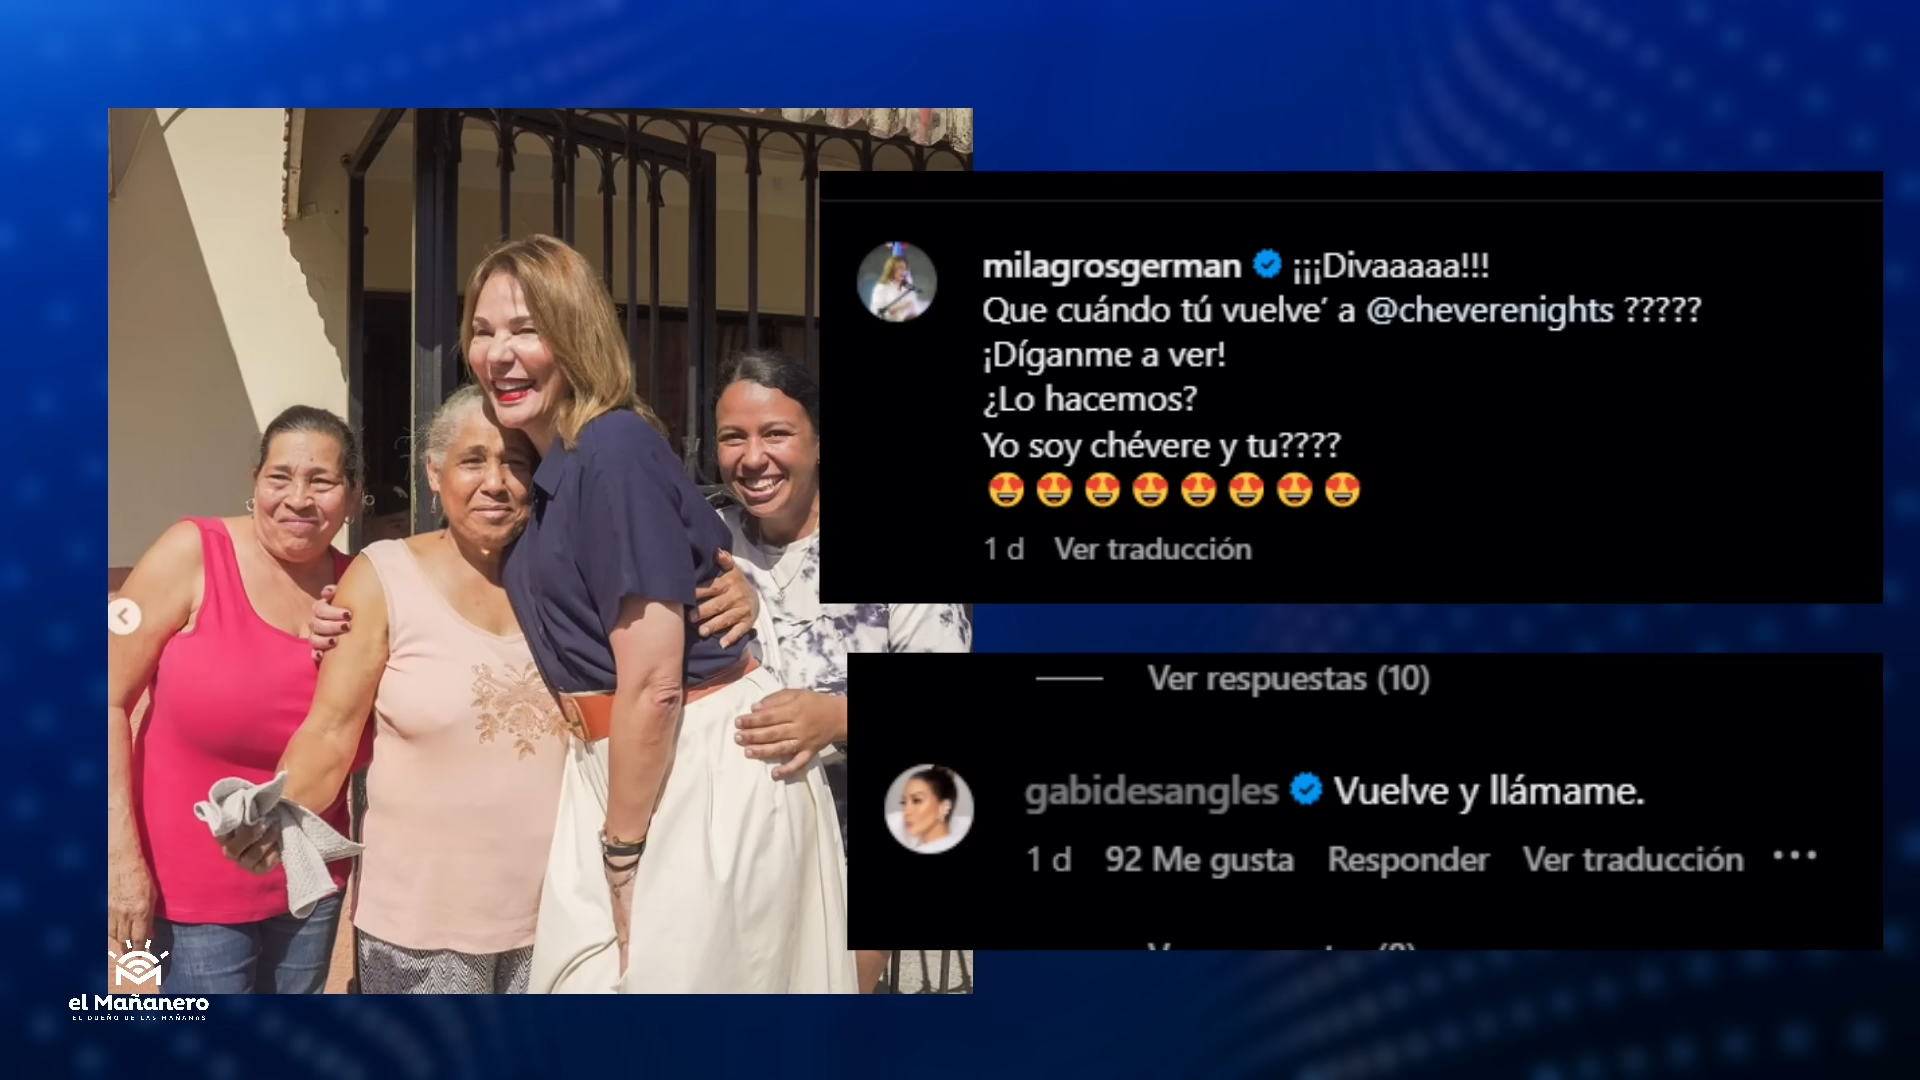 milagrosgerman ¡¡¡Divaaaaa!!!
Que cuándo tú vuelve’ a @cheverenights ?????
¡Díganme a ver!
¿Lo hacemos?
Yo soy chévere y tu????
😍😍😍😍😍😍😍😍
1 d Ver traducción
Ver respuestas (10)
gabidesangles Vuelve y llámame.
1 d 92 Me gusta Responder Ver traducción ...
el Mañanero
EL DUEÑO DE LAS MAÑANAS